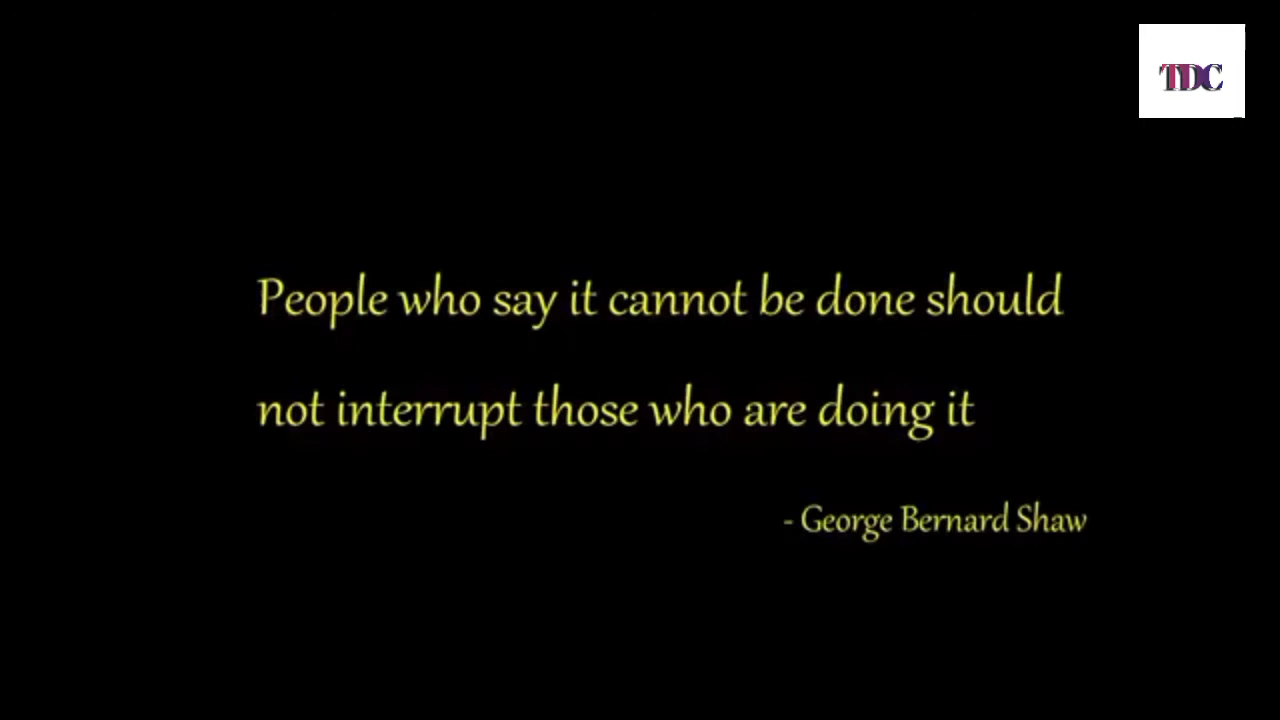 TDC
People who say it cannot be done should
not interrupt those who are doing it
- George Bernard Shaw